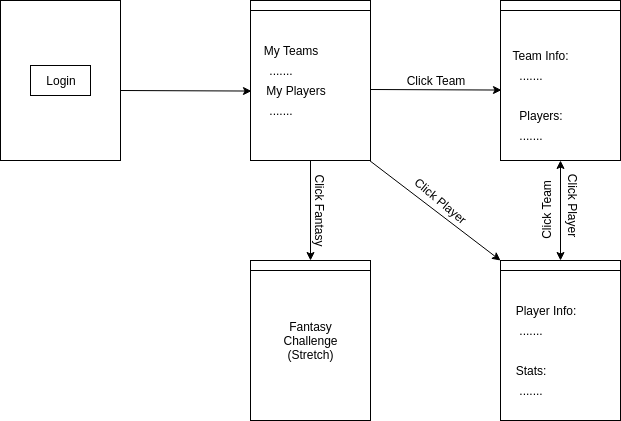 Login
My Teams
.......
My Players
.......
Click Team
Team Info:
.......
Players:
.......
Click Fantasy
Click Player
Click Team
Click Player
Fantasy
Challenge
(Stretch)
Player Info:
.......
Stats:
.......